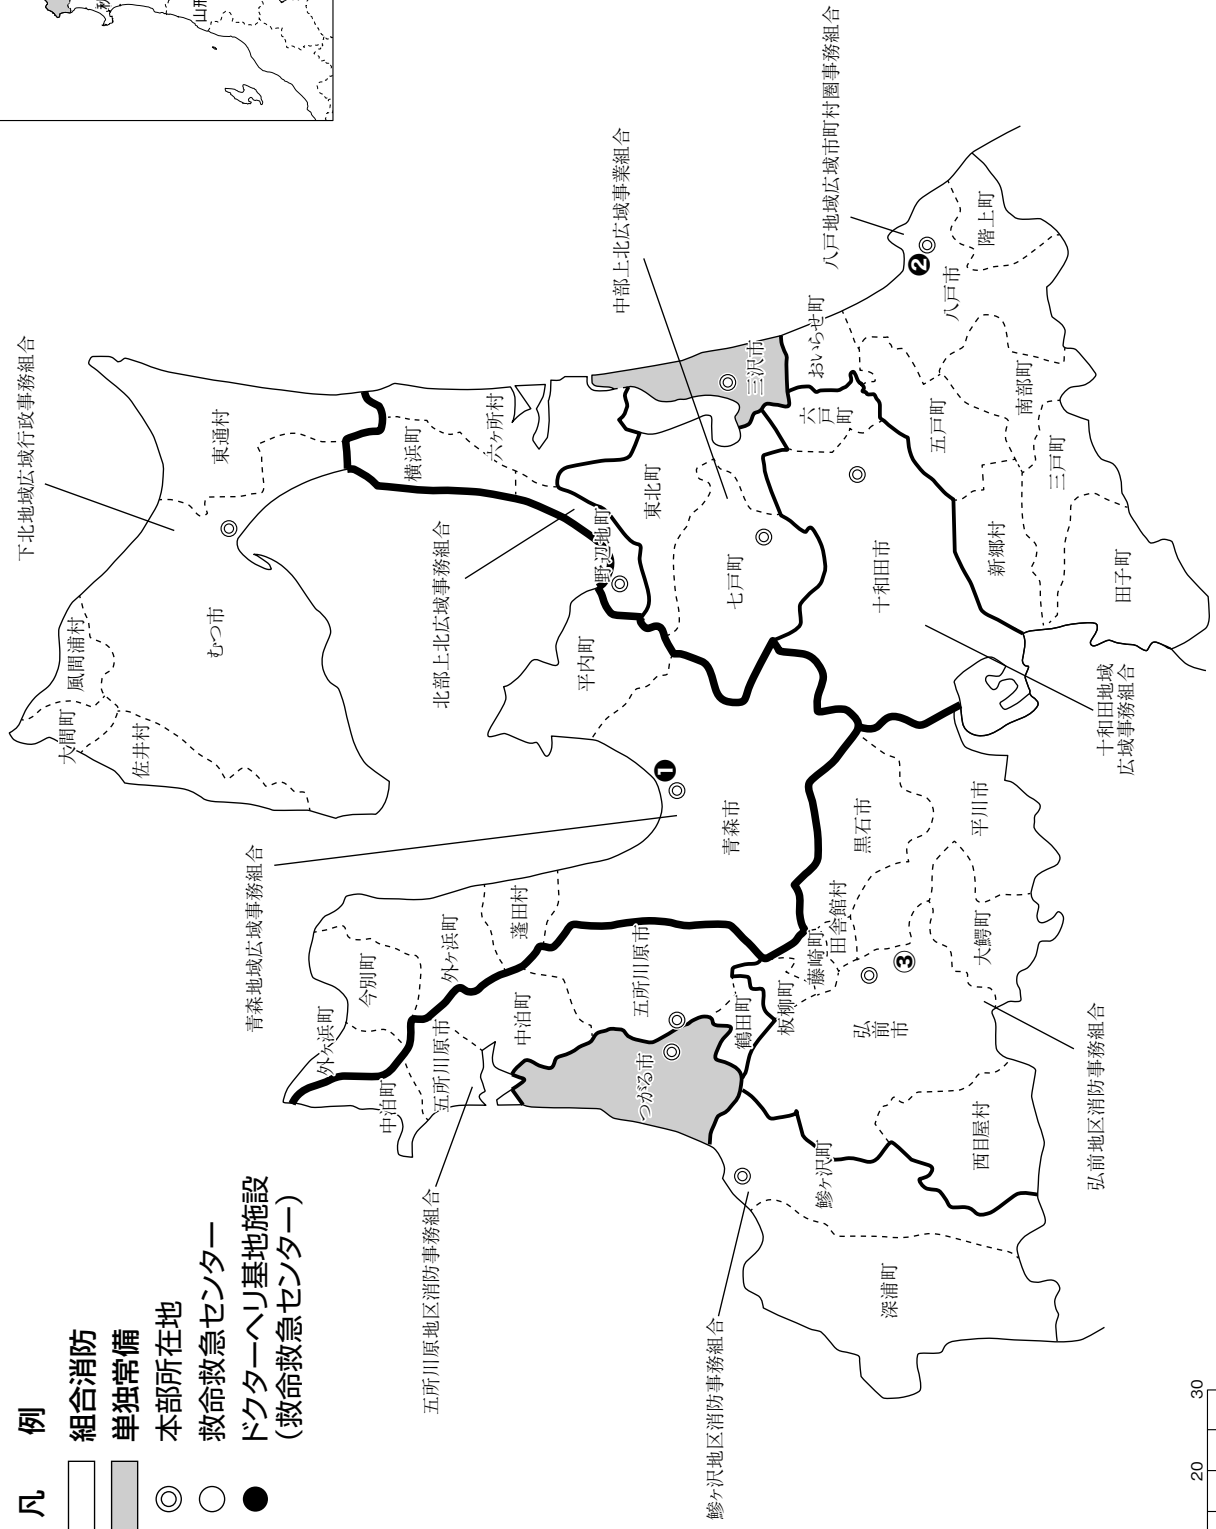 凡　例
組合消防
単独常備
本部所在地
救命救急センター
ドクターヘリ基地施設
（救命救急センター）
下北地域広域行政事務組合
大間町
風間浦村
佐井村
むつ市
東通村
北部上北広域事務組合
横浜町
六ヶ所村
野辺地町
中部上北広域事業組合
東北町
七戸町
三沢市
八戸地域広域市町村圏事務組合
おいらせ町
八戸市
階上町
五戸町
南部町
三戸町
新郷村
田子町
六戸町
十和田市
十和田地域
広域事務組合
青森地域広域事務組合
平内町
青森市
蓬田村
外ヶ浜町
今別町
外ヶ浜町
五所川原地区消防事務組合
中泊町
五所川原市
中泊町
五所川原市
鶴田町
つがる市
鰺ヶ沢地区消防事務組合
鰺ヶ沢町
深浦町
弘前地区消防事務組合
板柳町
藤崎町
田舎館村
黒石市
平川市
大鰐町
弘前市
西目屋村
❶
❷
③
山形
20
30